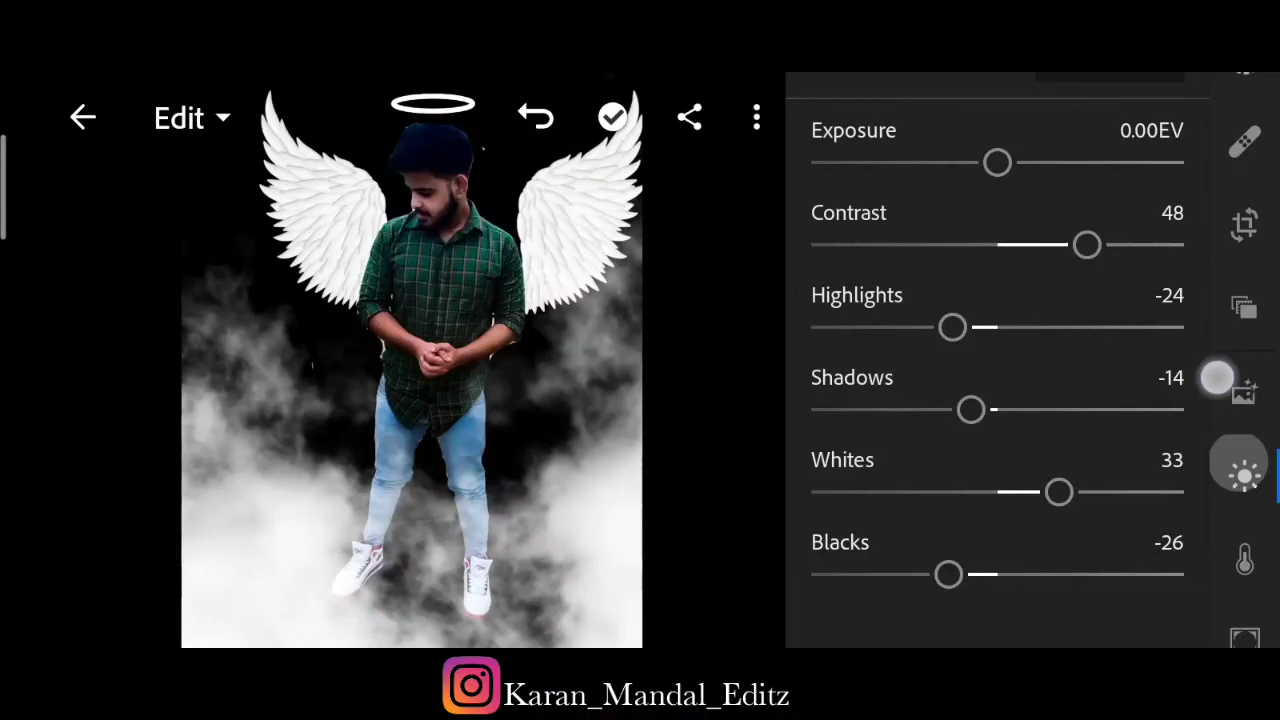 Edit
Exposure 0.00EV
Contrast 48
Highlights -24
Shadows -14
Whites 33
Blacks -26
Karan_Mandal_Editz